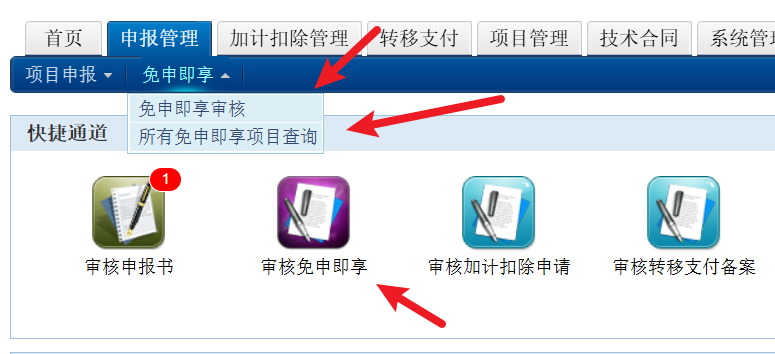 首页 申报管理 加计扣除管理 转移支付 项目管理 技术合同 系统管
项目申报 免申即享
免申即享审核
所有免申即享项目查询
快捷通道
1
审核申报书 审核免申即享 审核加计扣除申请 审核转移支付备案